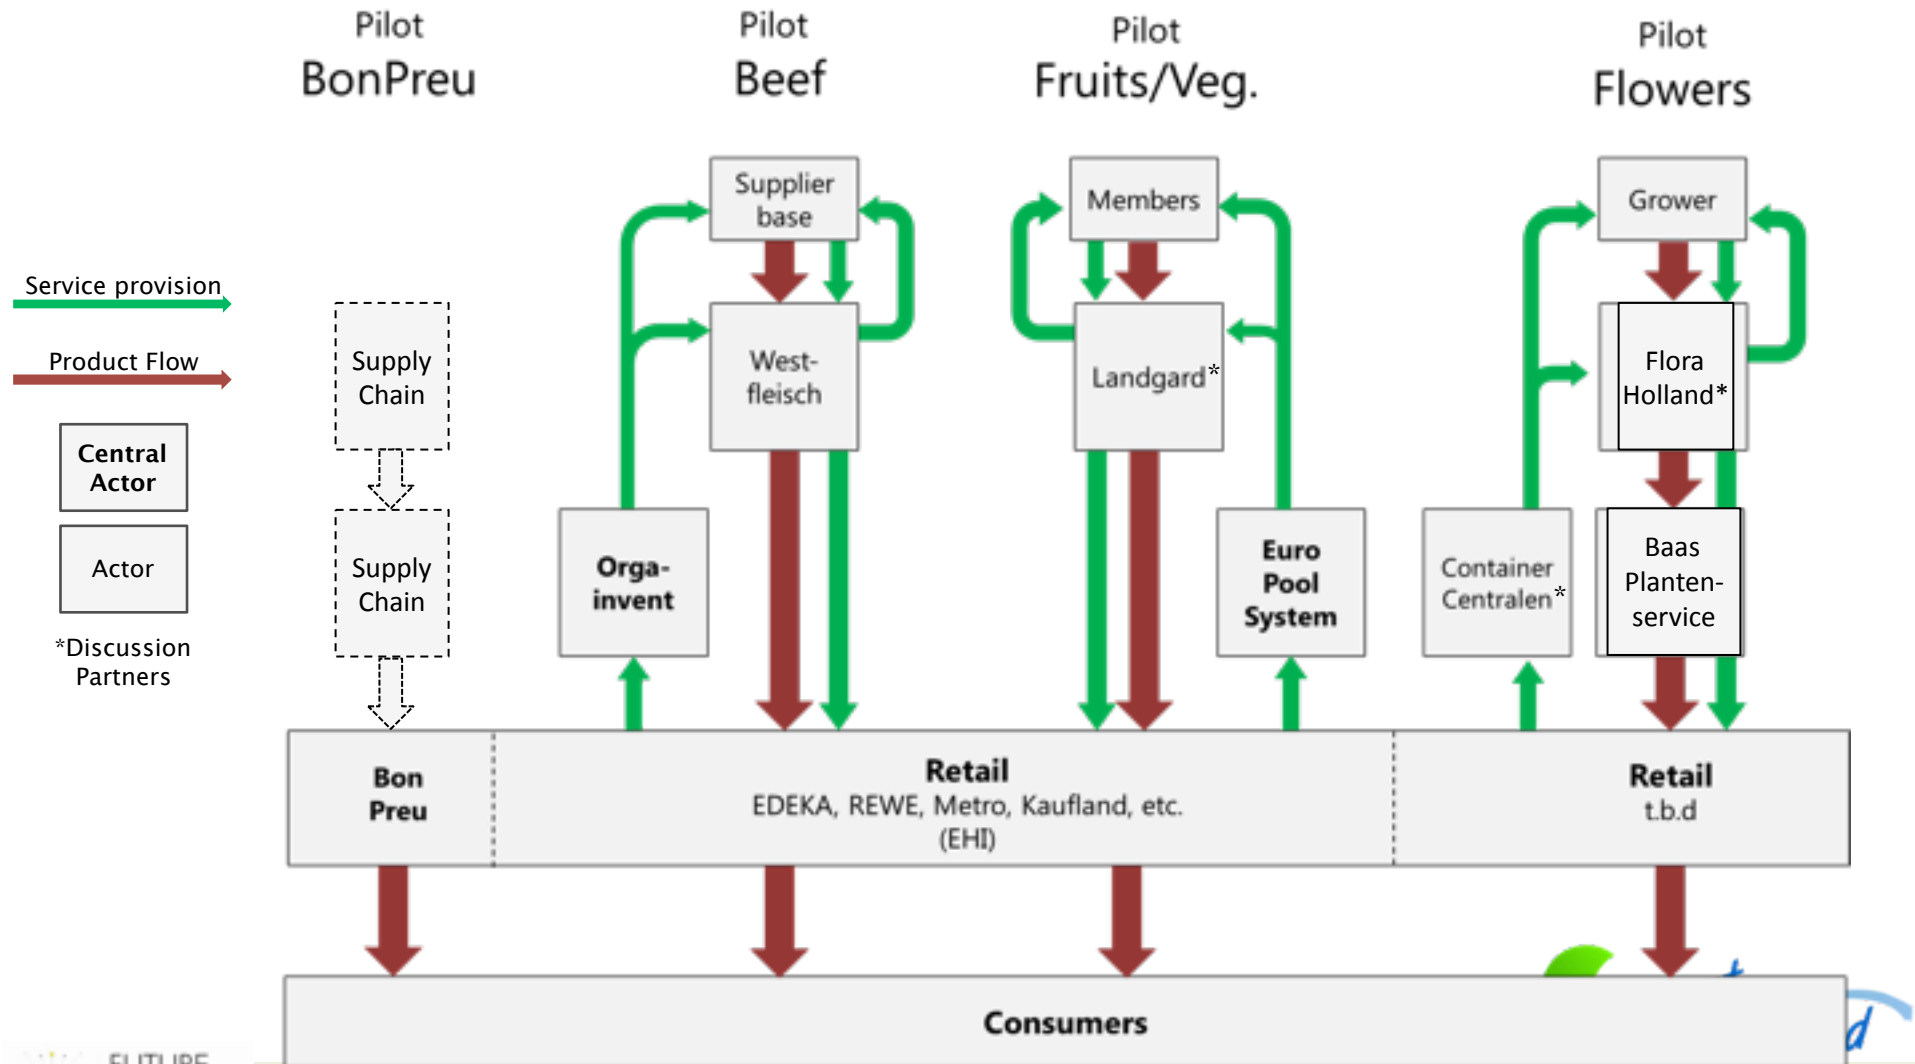 Pilot
BonPreu
Pilot
Beef
Pilot
Fruits/Veg.
Pilot
Flowers
Service provision
Product Flow
Central
Actor
Actor
*Discussion
Partners
Supply
Chain
Supply
Chain
Supplier
base
West-
fleisch
Orga-
invent
Members
Landgard*
Euro
Pool
System
Grower
Flora
Holland*
Container
Centralen*
Baas
Planten-
service
Bon
Preu
Retail
EDEKA, REWE, Metro, Kaufland, etc.
(EHI)
Retail
t.b.d
Consumers
FUTURE